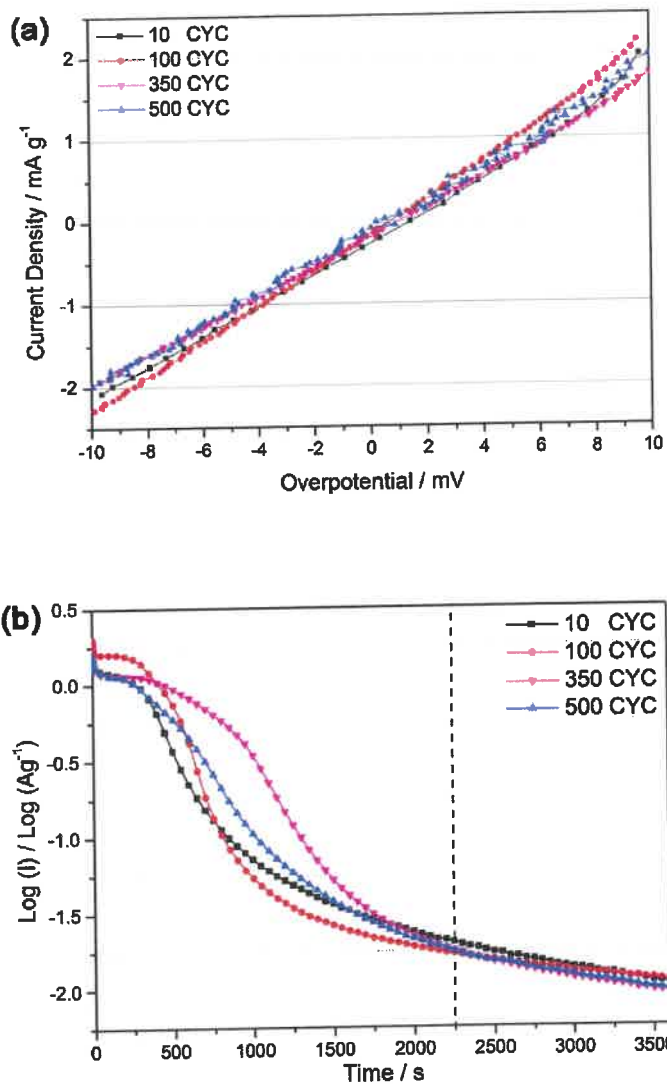 (a)
10 CYC
100 CYC
350 CYC
500 CYC
2
1
0
-1
-2
Current Density / mA g⁻¹
-10 -8 -6 -4 -2 0 2 4 6 8 10
Overpotential / mV
(b)
10 CYC
100 CYC
350 CYC
500 CYC
0.5
0.0
-0.5
-1.0
-1.5
-2.0
Log (I) / Log (Ag⁻¹)
0 500 1000 1500 2000 2500 3000 3500
Time / s